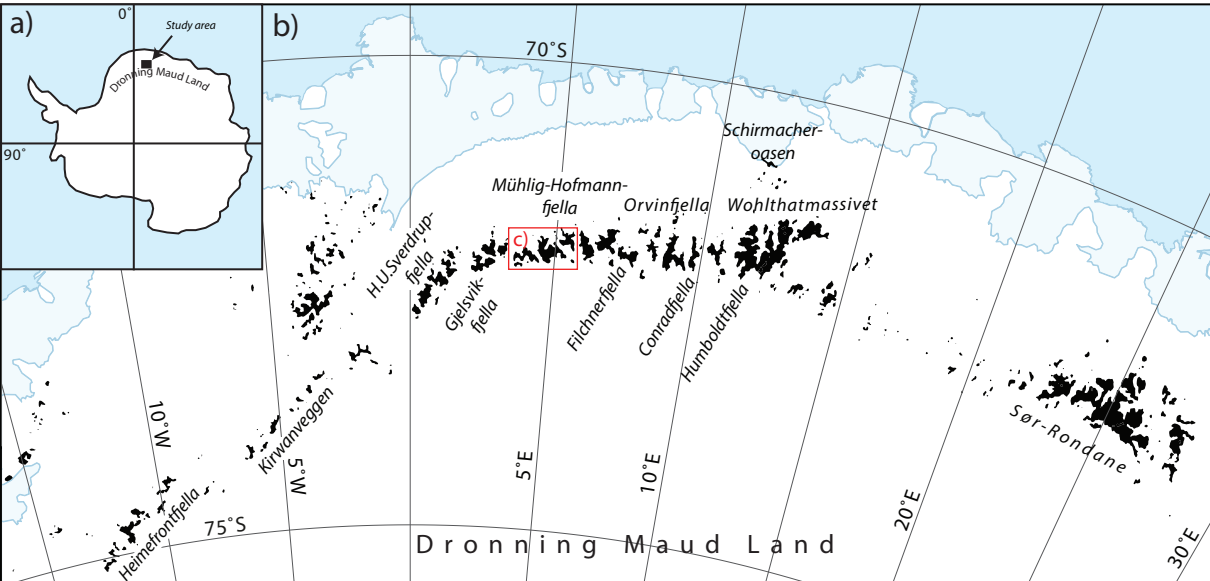 a)
0°
Study area
Dronning Maud Land
90°
b)
70°S
Schirmacher-
oasen
Mühlig-Hofmann-
fjella
Orvinfjella
Wohlthatmassivet
c)
H.U.Sverdrup-
fjella
Gjelsvik-
fjella
Filchnerfjella
Conradfjella
Humboldtfjella
Sør-Rondane
Kirwanveggen
Heimefrontfjella
10°W
5°W
5°E
10°E
20°E
30°E
75°S
Dronning Maud Land